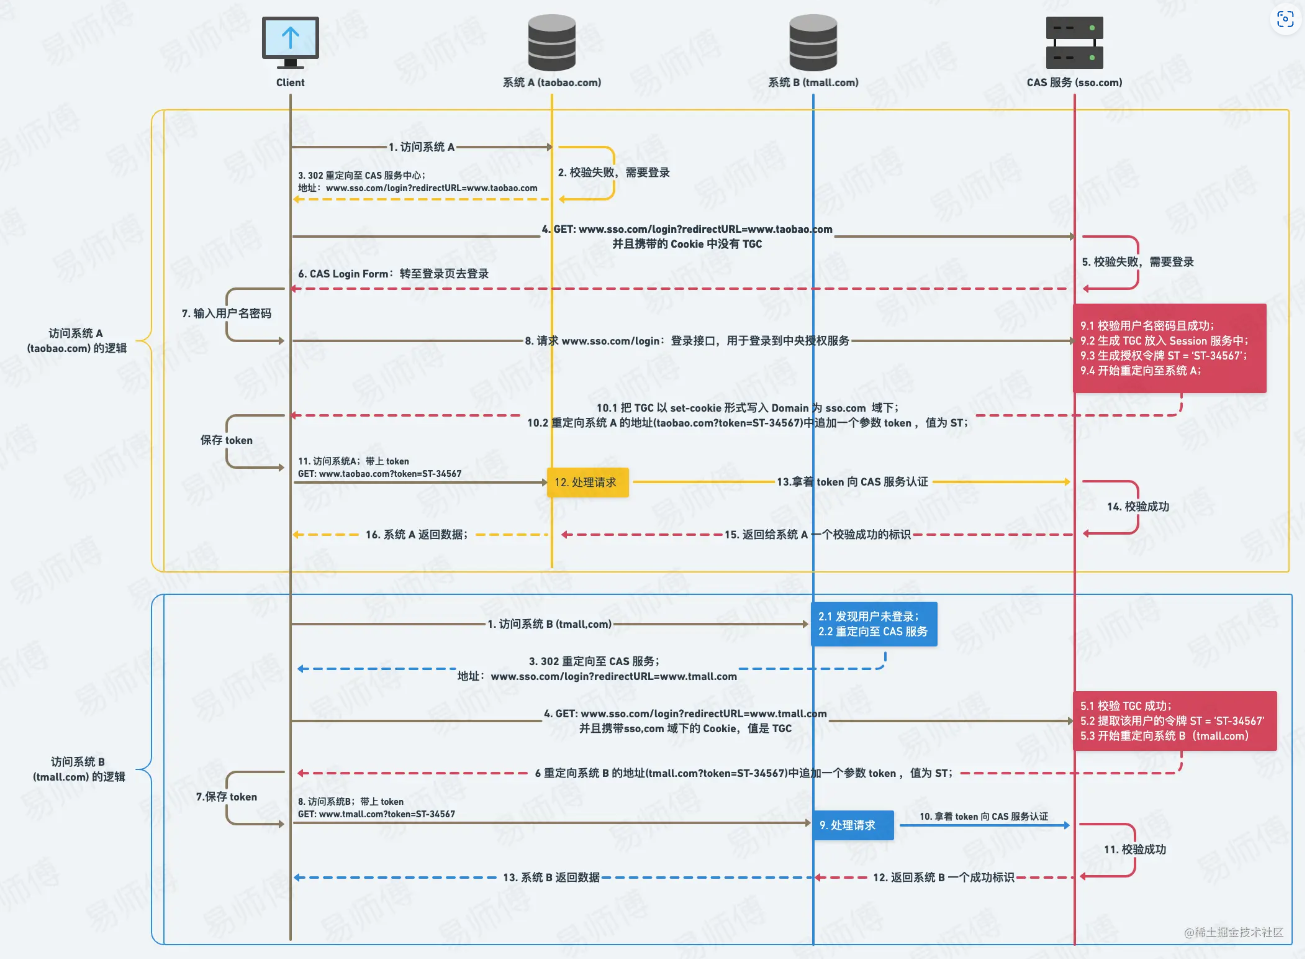 Client
系统 A (taobao.com)
系统 B (tmall.com)
CAS 服务 (sso.com)
1. 访问系统 A
2. 校验失败，需要登录
3. 302 重定向至 CAS 服务中心；
地址：www.sso.com/login?redirectURL=www.taobao.com
4. GET: www.sso.com/login?redirectURL=www.taobao.com
并且携带的 Cookie 中没有 TGC
5. 校验失败，需要登录
6. CAS Login Form：转至登录页去登录
7. 输入用户名密码
访问系统 A
(taobao.com) 的逻辑
8. 请求 www.sso.com/login：登录接口，用于登录到中央授权服务
9.1 校验用户名密码且成功；
9.2 生成 TGC 放入 Session 服务中；
9.3 生成授权令牌 ST = 'ST-34567'；
9.4 开始重定向至系统 A；
10.1 把 TGC 以 set-cookie 形式写入 Domain 为 sso.com 域下；
10.2 重定向系统 A 的地址(taobao.com?token=ST-34567)中追加一个参数 token ，值为 ST；
保存 token
11. 访问系统A；带上 token
GET: www.taobao.com?token=ST-34567
12. 处理请求
13.拿着 token 向 CAS 服务认证
14. 校验成功
15. 返回给系统 A 一个校验成功的标识
16. 系统 A 返回数据；
1. 访问系统 B (tmall,com)
2.1 发现用户未登录；
2.2 重定向至 CAS 服务
3. 302 重定向至 CAS 服务；
地址：www.sso.com/login?redirectURL=www.tmall.com
4. GET: www.sso.com/login?redirectURL=www.tmall.com
并且携带sso,com 域下的 Cookie，值是 TGC
5.1 校验 TGC 成功；
5.2 提取该用户的令牌 ST = 'ST-34567'
5.3 开始重定向系统 B（tmall.com）
访问系统 B
(tmall.com) 的逻辑
6 重定向系统 B 的地址(tmall.com?token=ST-34567)中追加一个参数 token ，值为 ST；
7.保存 token
8. 访问系统B；带上 token
GET: www.tmall.com?token=ST-34567
9. 处理请求
10. 拿着 token 向 CAS 服务认证
11. 校验成功
12. 返回系统 B 一个成功标识
13. 系统 B 返回数据
@稀土掘金技术社区
易师傅